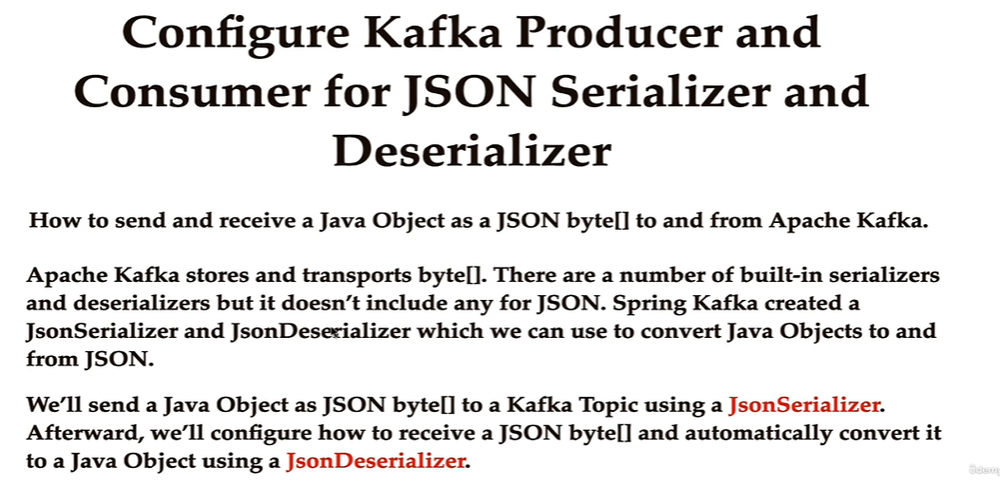 Configure Kafka Producer and
Consumer for JSON Serializer and
Deserializer
How to send and receive a Java Object as a JSON byte[] to and from Apache Kafka.
Apache Kafka stores and transports byte[]. There are a number of built-in serializers
and deserializers but it doesn't include any for JSON. Spring Kafka created a
JsonSerializer and JsonDeserializer which we can use to convert Java Objects to and
from JSON.
We'll send a Java Object as JSON byte[] to a Kafka Topic using a JsonSerializer.
Afterward, we'll configure how to receive a JSON byte[] and automatically convert it
to a Java Object using a JsonDeserializer.
ûdemy